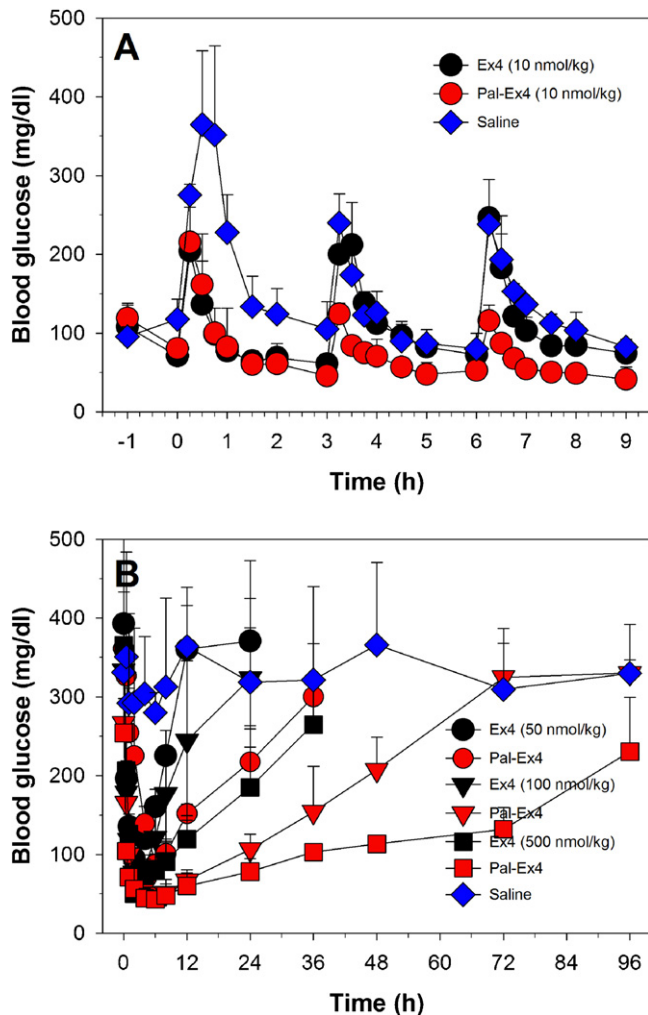 A
Blood glucose (mg/dl)
500
400
300
200
100
0
Ex4 (10 nmol/kg)
Pal-Ex4 (10 nmol/kg)
Saline
-1 0 1 2 3 4 5 6 7 8 9
Time (h)
B
Blood glucose (mg/dl)
500
400
300
200
100
0
Ex4 (50 nmol/kg)
Pal-Ex4
Ex4 (100 nmol/kg)
Pal-Ex4
Ex4 (500 nmol/kg)
Pal-Ex4
Saline
0 12 24 36 48 60 72 84 96
Time (h)